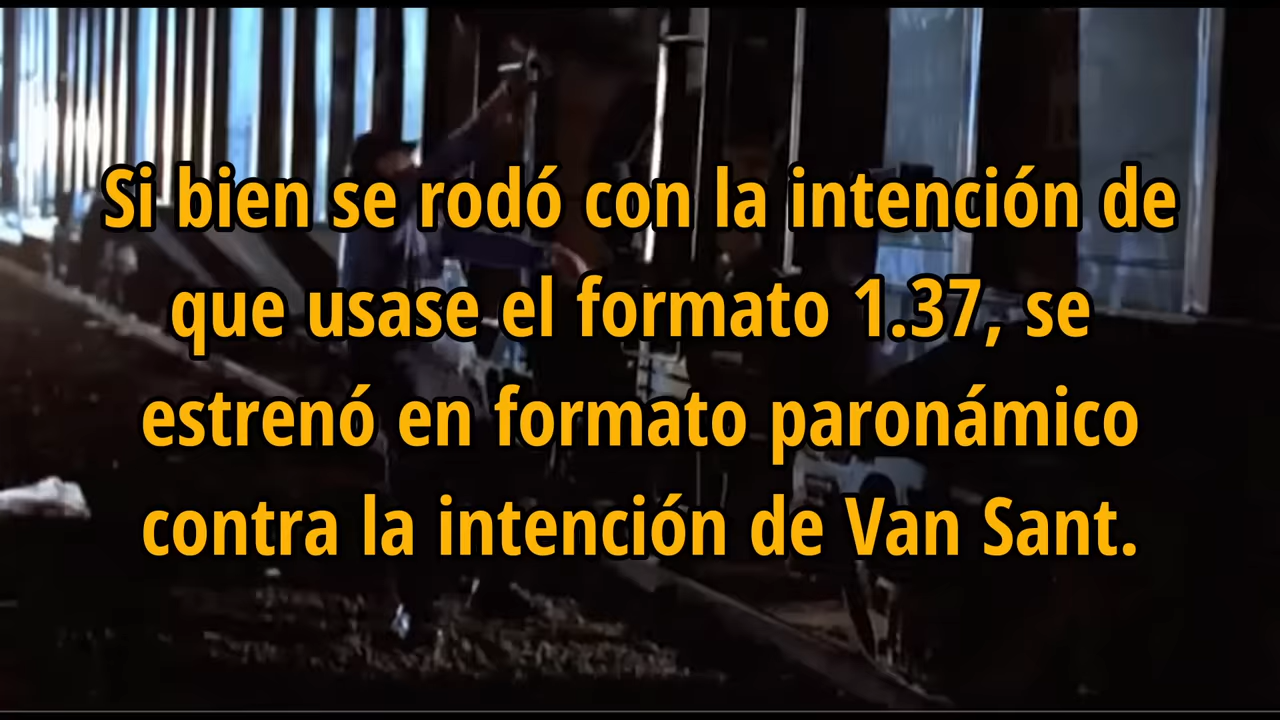 Si bien se rodó con la intención de
que usase el formato 1.37, se
estrenó en formato paronámico
contra la intención de Van Sant.